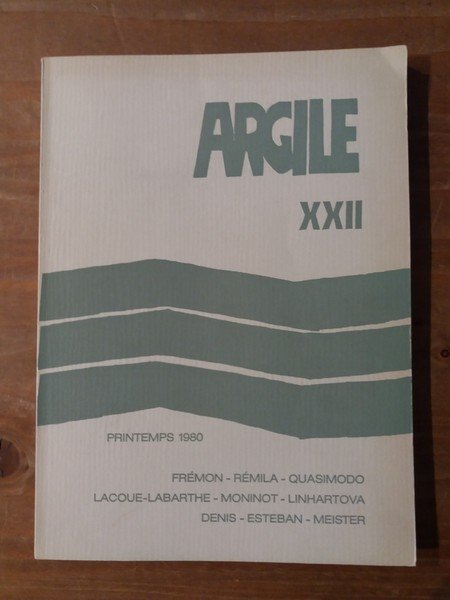 ARGILE
XXII
PRINTEMPS 1980
FRÉMON - RÉMILA - QUASIMODO
LACOUE-LABARTHE - MONINOT - LINHARTOVA
DENIS - ESTEBAN - MEISTER